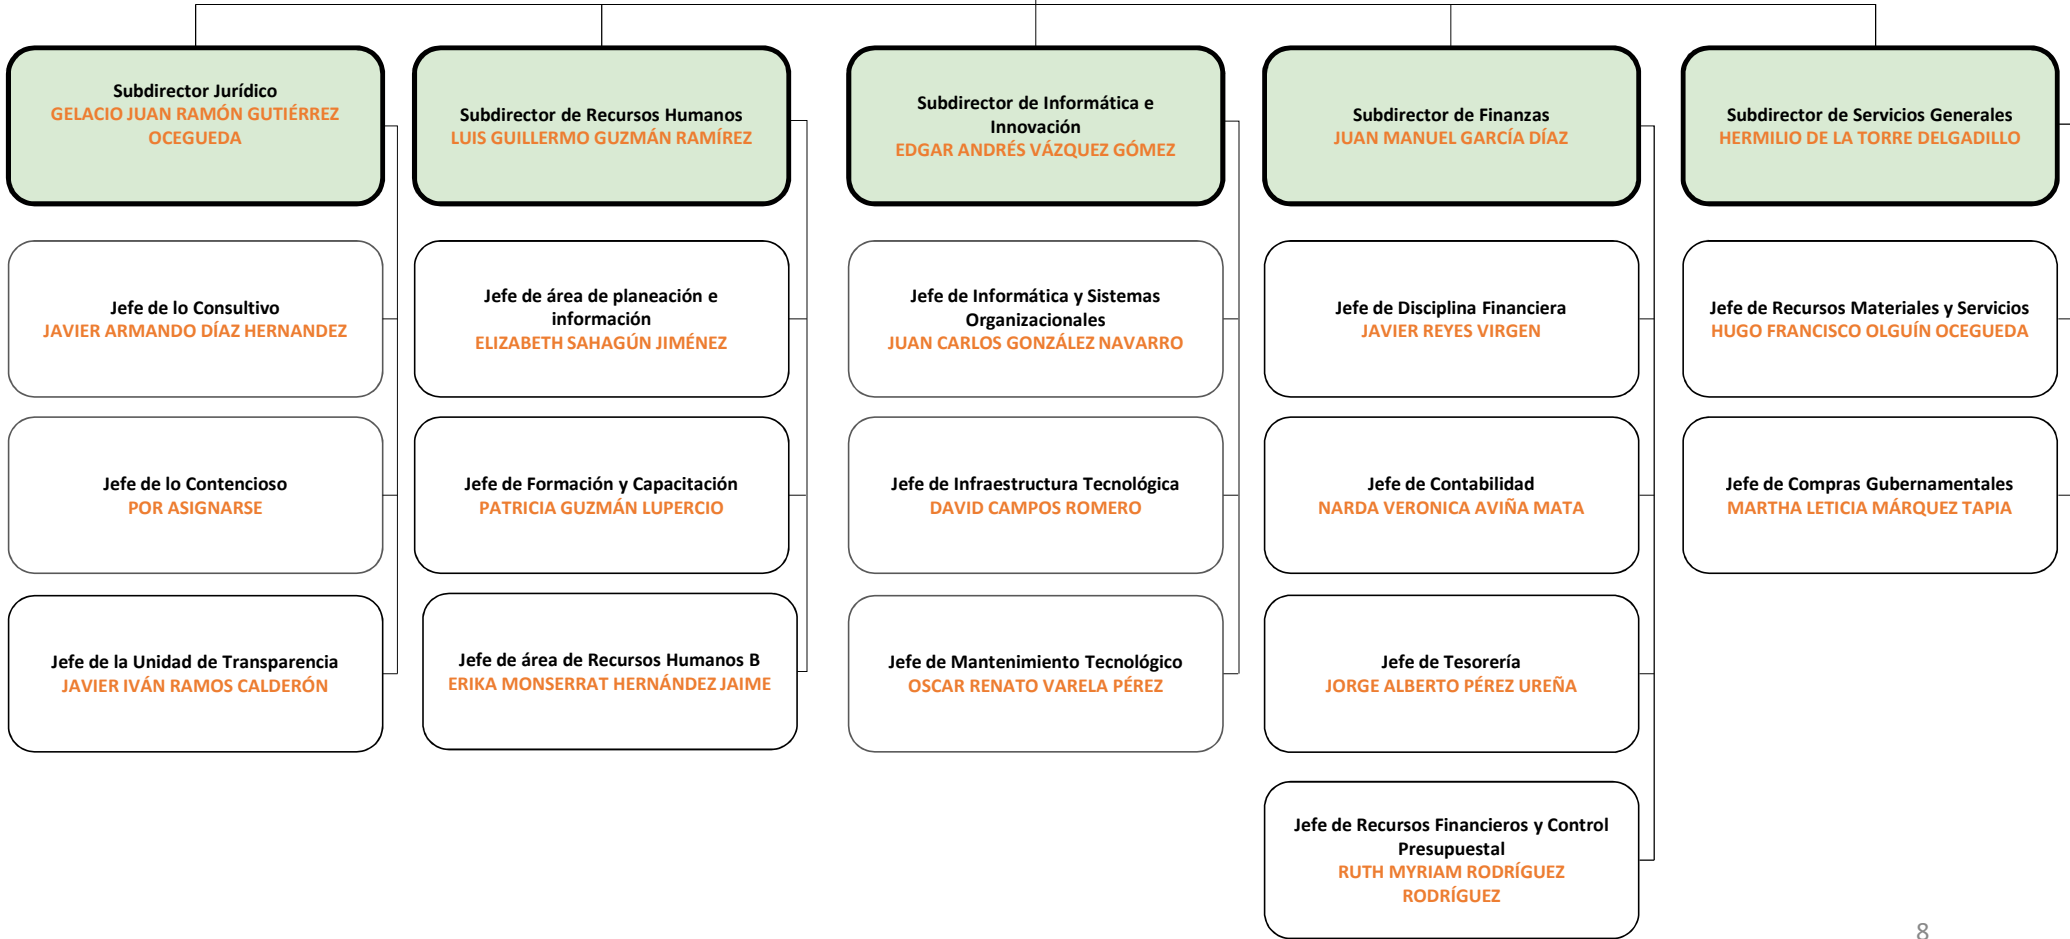 Subdirector Jurídico
GELACIO JUAN RAMÓN GUTIÉRREZ
OCEGUEDA
Subdirector de Recursos Humanos
LUIS GUILLERMO GUZMÁN RAMÍREZ
Subdirector de Informática e
Innovación
EDGAR ANDRÉS VÁZQUEZ GÓMEZ
Subdirector de Finanzas
JUAN MANUEL GARCÍA DÍAZ
Subdirector de Servicios Generales
HERMILIO DE LA TORRE DELGADILLO
Jefe de lo Consultivo
JAVIER ARMANDO DÍAZ HERNANDEZ
Jefe de área de planeación e
información
ELIZABETH SAHAGÚN JIMÉNEZ
Jefe de Informática y Sistemas
Organizacionales
JUAN CARLOS GONZÁLEZ NAVARRO
Jefe de Disciplina Financiera
JAVIER REYES VIRGEN
Jefe de Recursos Materiales y Servicios
HUGO FRANCISCO OLGUÍN OCEGUEDA
Jefe de lo Contencioso
POR ASIGNARSE
Jefe de Formación y Capacitación
PATRICIA GUZMÁN LUPERCIO
Jefe de Infraestructura Tecnológica
DAVID CAMPOS ROMERO
Jefe de Contabilidad
NARDA VERONICA AVIÑA MATA
Jefe de Compras Gubernamentales
MARTHA LETICIA MÁRQUEZ TAPIA
Jefe de la Unidad de Transparencia
JAVIER IVÁN RAMOS CALDERÓN
Jefe de área de Recursos Humanos B
ERIKA MONSERRAT HERNÁNDEZ JAIME
Jefe de Mantenimiento Tecnológico
OSCAR RENATO VARELA PÉREZ
Jefe de Tesorería
JORGE ALBERTO PÉREZ UREÑA
Jefe de Recursos Financieros y Control
Presupuestal
RUTH MYRIAM RODRÍGUEZ
RODRÍGUEZ
8